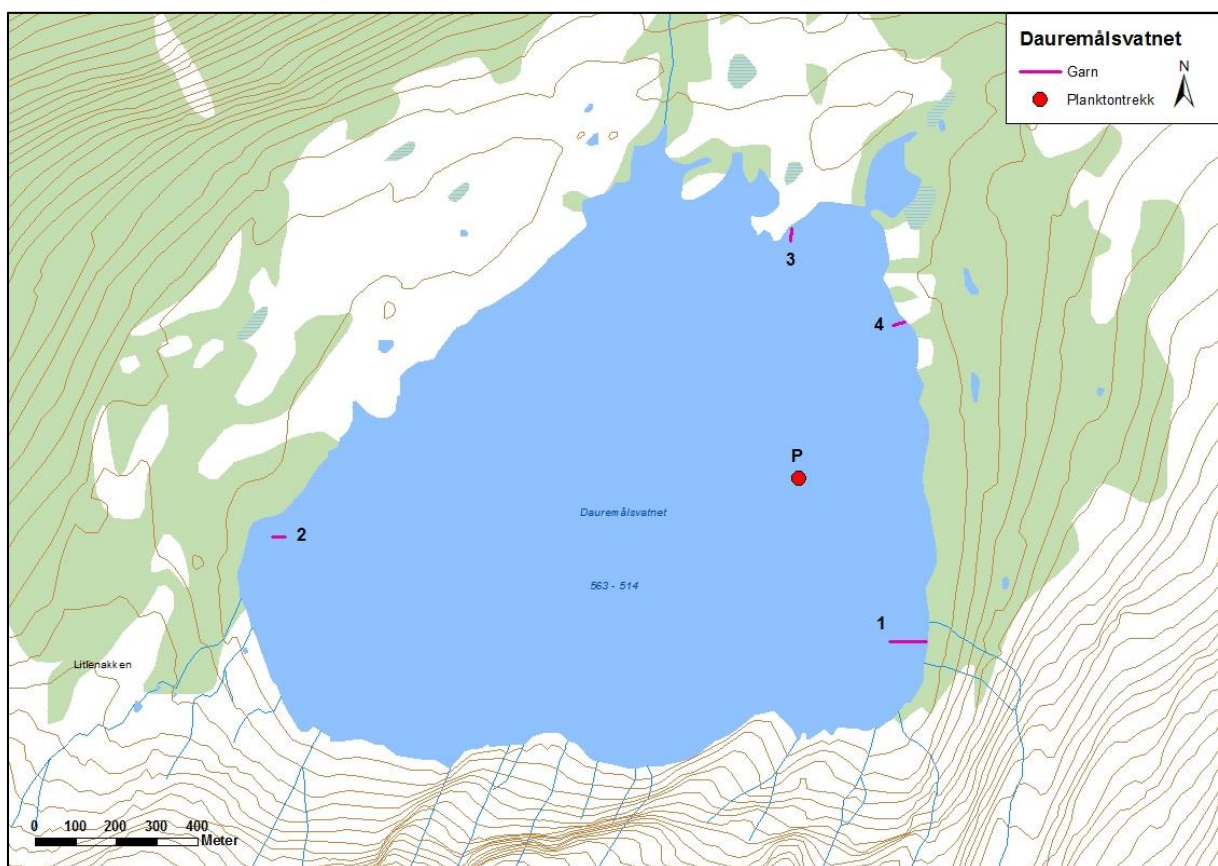 Dauremålsvatnet
N
Garn
Planktontrekk
3
4
P
Dauremålsvatnet
2
563 - 514
1
Litlenakken
0 100 200 300 400
Meter